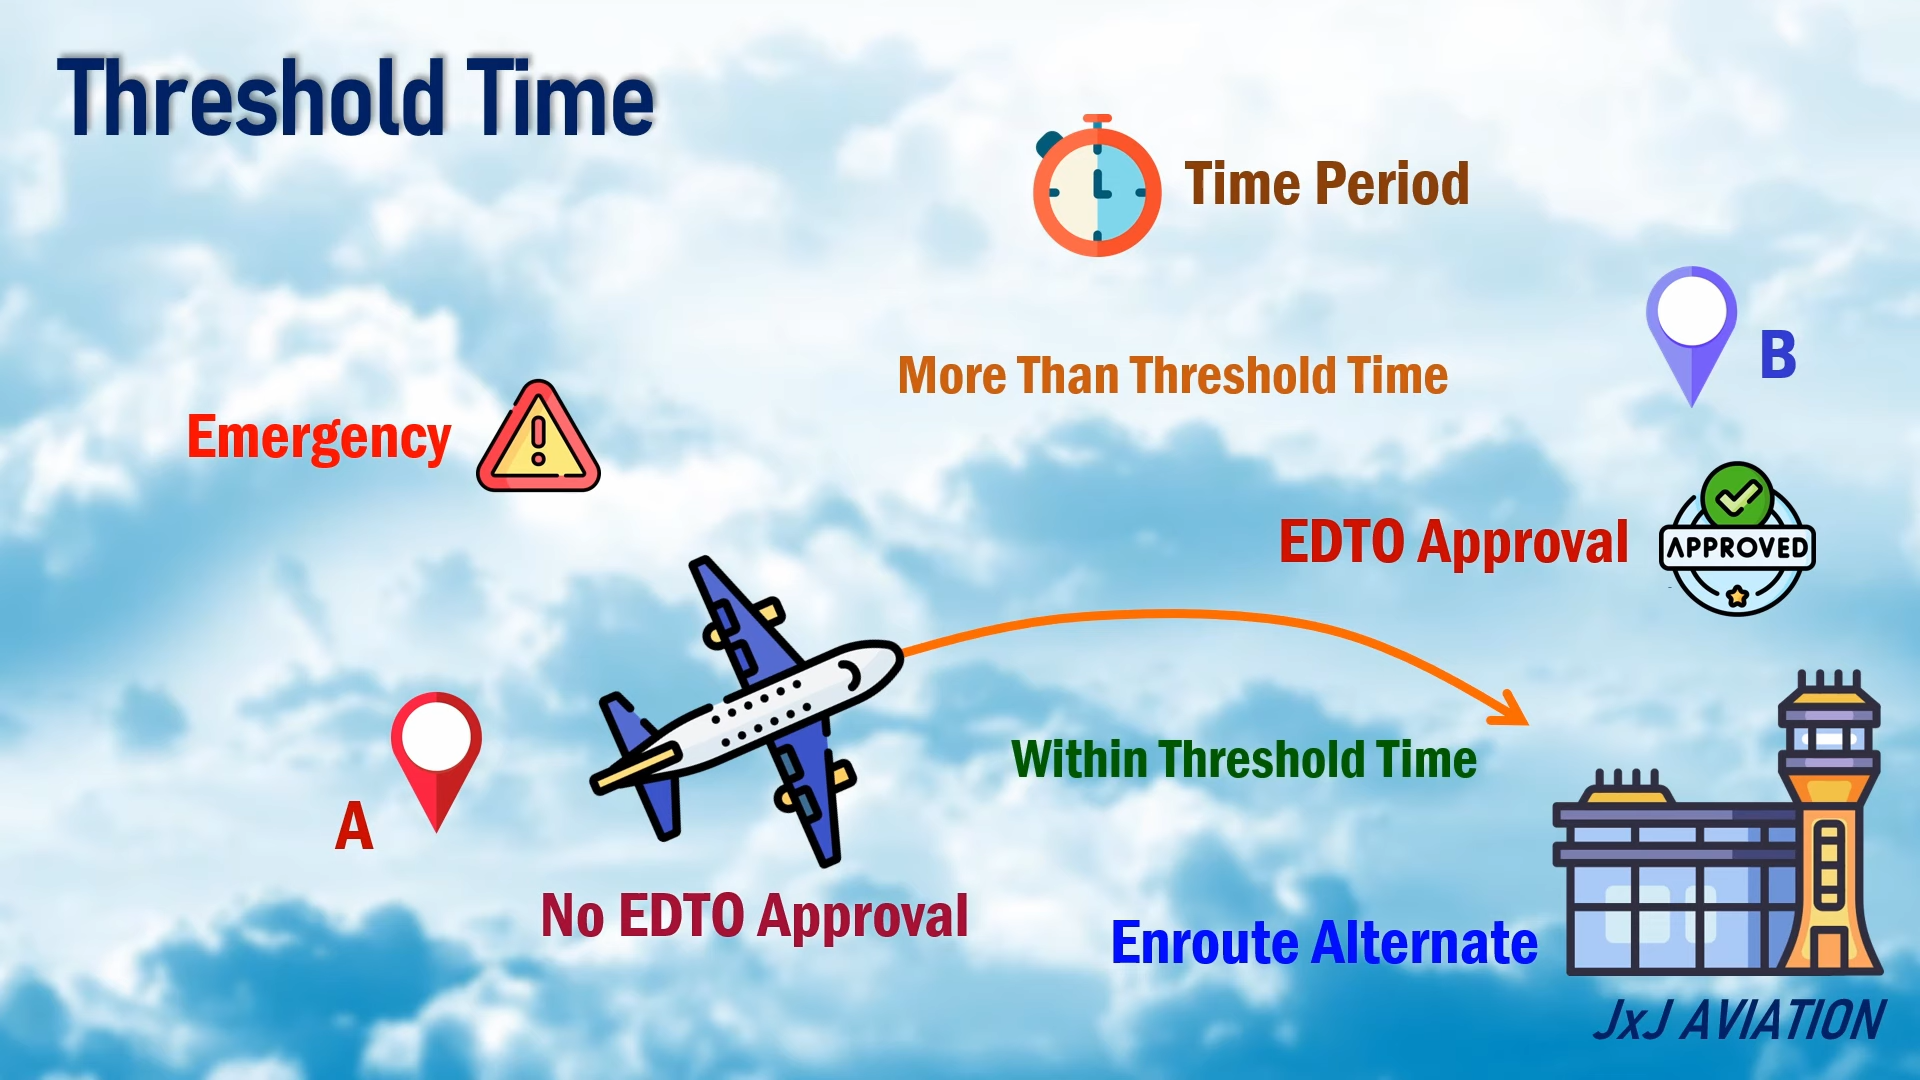 Threshold Time
Time Period
B
More Than Threshold Time
Emergency
EDTO Approval
APPROVED
Within Threshold Time
A
No EDTO Approval
Enroute Alternate
JxJ AVIATION